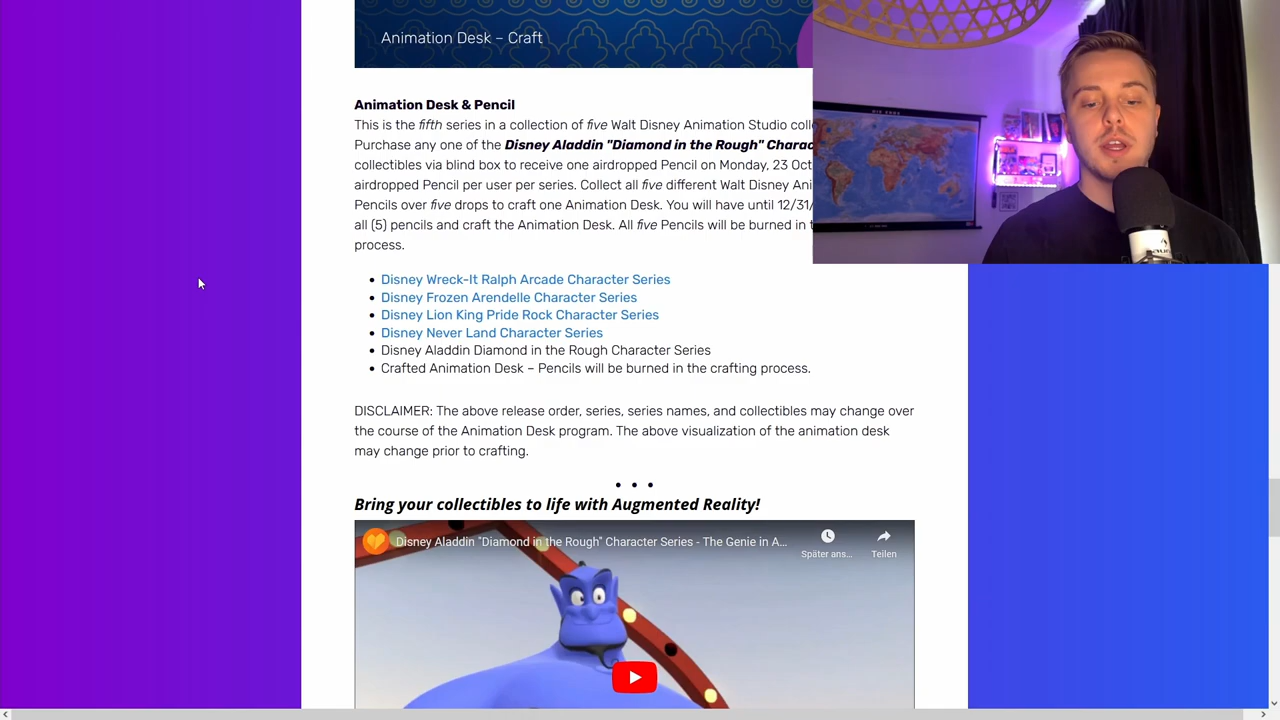 Animation Desk – Craft
Animation Desk & Pencil
This is the fifth series in a collection of five Walt Disney Animation Studio
Purchase any one of the Disney Aladdin "Diamond in the Rough"
collectibles via blind box to receive one airdropped Pencil on Monday, 23
airdropped Pencil per user per series. Collect all five different Walt Disney
Pencils over five drops to craft one Animation Desk. You will have until 12/31/
all (5) pencils and craft the Animation Desk. All five Pencils will be burned in
process.
• Disney Wreck-It Ralph Arcade Character Series
• Disney Frozen Arendelle Character Series
• Disney Lion King Pride Rock Character Series
• Disney Never Land Character Series
• Disney Aladdin Diamond in the Rough Character Series
• Crafted Animation Desk – Pencils will be burned in the crafting process.
DISCLAIMER: The above release order, series, series names, and collectibles may change over
the course of the Animation Desk program. The above visualization of the animation desk
may change prior to crafting.
• • •
Bring your collectibles to life with Augmented Reality!
Disney Aladdin "Diamond in the Rough" Character Series - The Genie in A...
Später ans...
Teilen